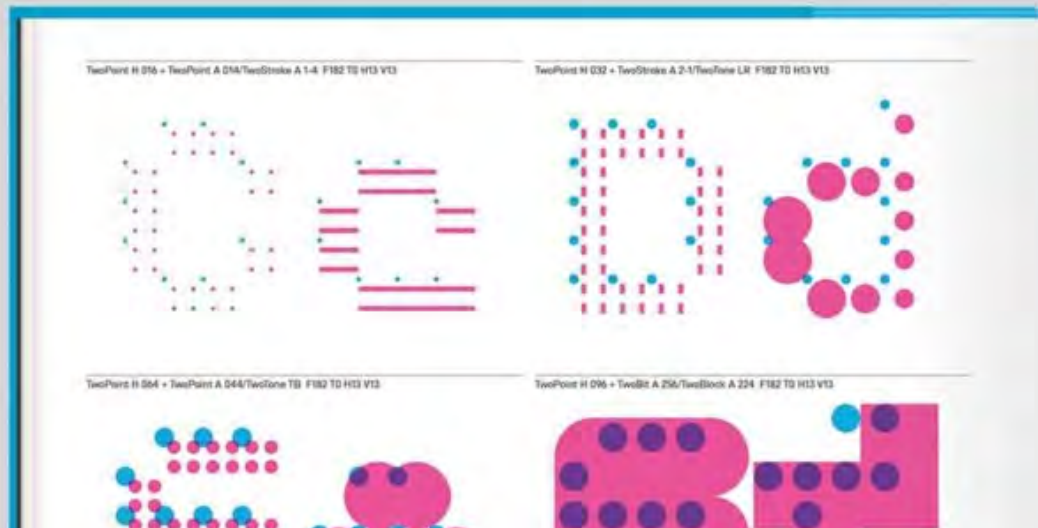 TwoPoint H 016 + TwoPoint A 014/TwoStroke A 1-4 F182 T0 H13 V13
TwoPoint H 032 + TwoStroke A 2-1/TwoTone LR F182 T0 H13 V13
C c
D d
TwoPoint H 064 + TwoPoint A 044/TwoTone TB F182 T0 H13 V13
TwoPoint H 096 + TwoBit A 256/TwoBlock A 224 F182 T0 H13 V13